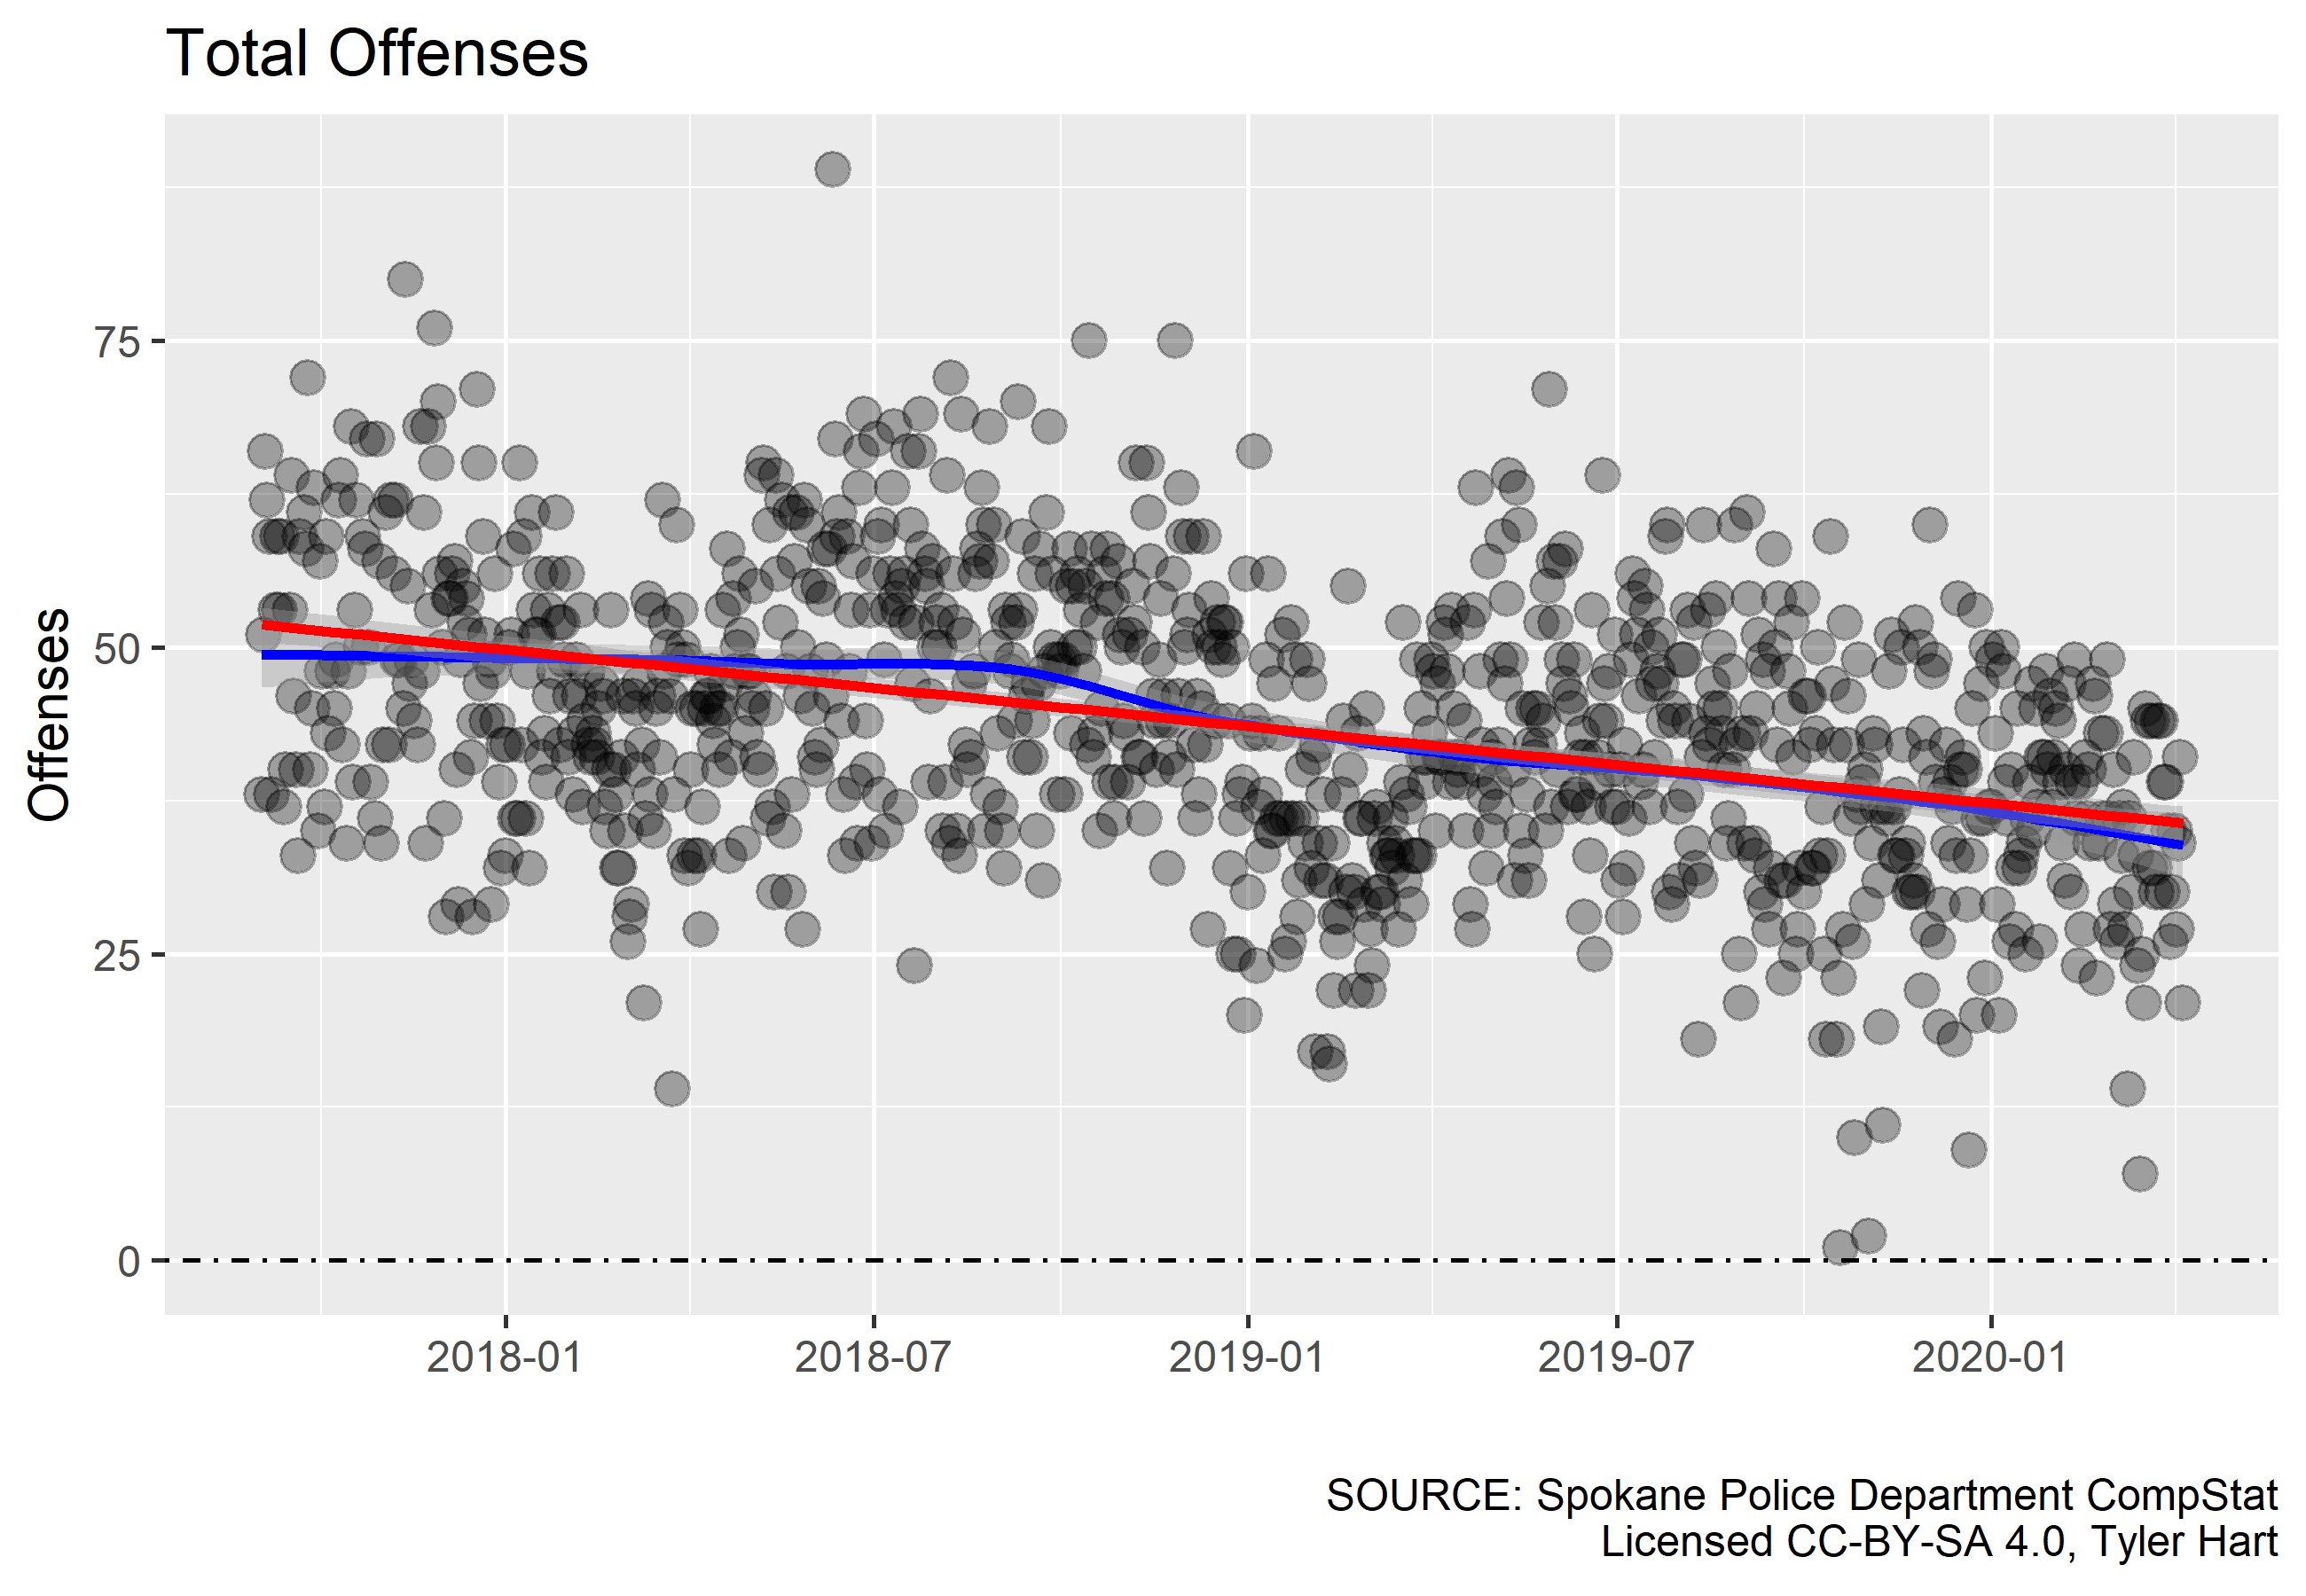 Total Offenses
Offenses
75
50
25
0
2018-01
2018-07
2019-01
2019-07
2020-01
SOURCE: Spokane Police Department CompStat
Licensed CC-BY-SA 4.0, Tyler Hart